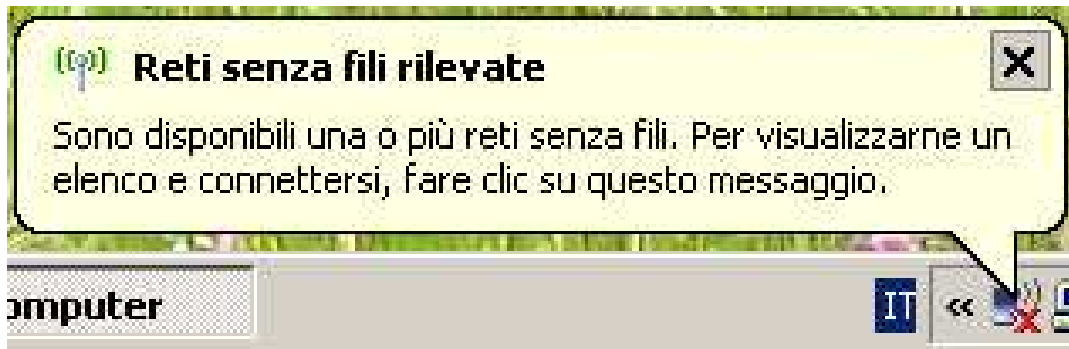 Reti senza fili rilevate
Sono disponibili una o più reti senza fili. Per visualizzarne un
elenco e connettersi, fare clic su questo messaggio.
omputer IT «